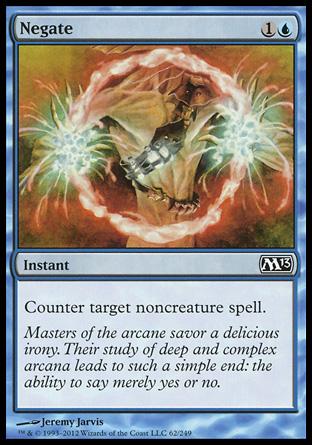 Negate 1
Instant M13
Counter target noncreature spell.
Masters of the arcane savor a delicious
irony. Their study of deep and complex
arcana leads to such a simple end: the
ability to say merely yes or no.
Jeremy Jarvis
™ & © 1993–2012 Wizards of the Coast LLC 62/249